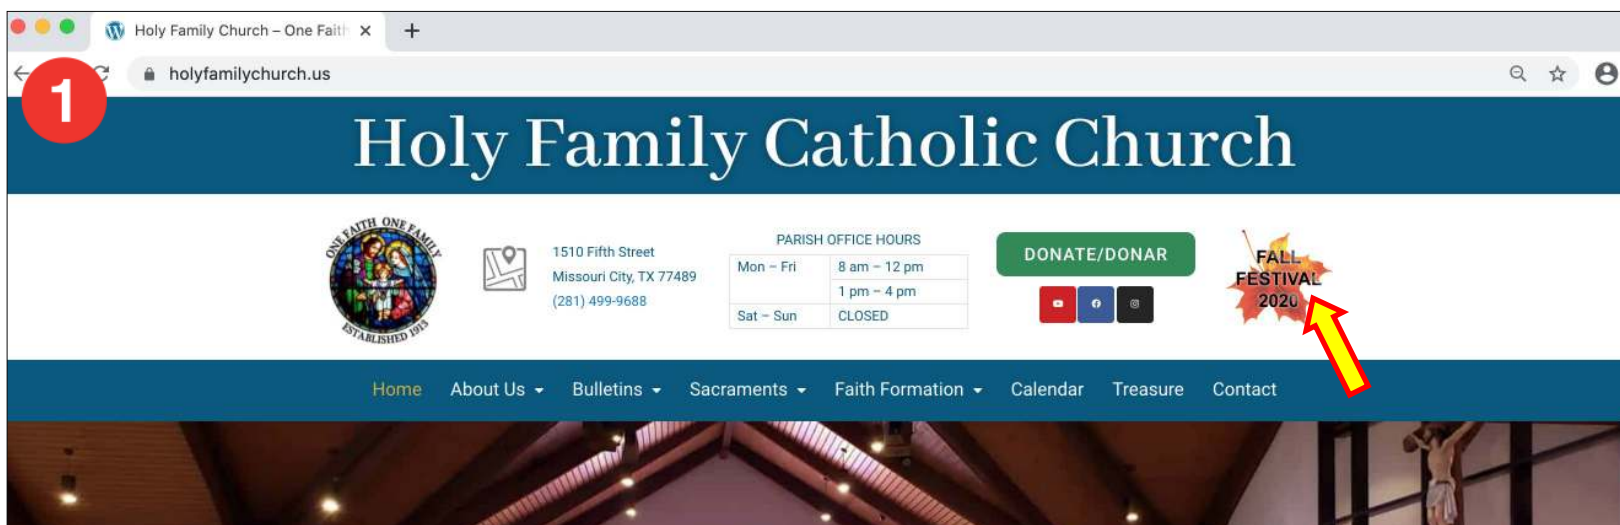 Holy Family Church – One Faith
holyfamilychurch.us
1
Holy Family Catholic Church
ONE FAITH ONE FAMILY
ESTABLISHED 1913
1510 Fifth Street
Missouri City, TX 77489
(281) 499-9688
PARISH OFFICE HOURS
Mon – Fri 8 am – 12 pm
1 pm – 4 pm
Sat – Sun CLOSED
DONATE/DONAR
FALL
FESTIVAL
2020
Home About Us Bulletins Sacraments Faith Formation Calendar Treasure Contact